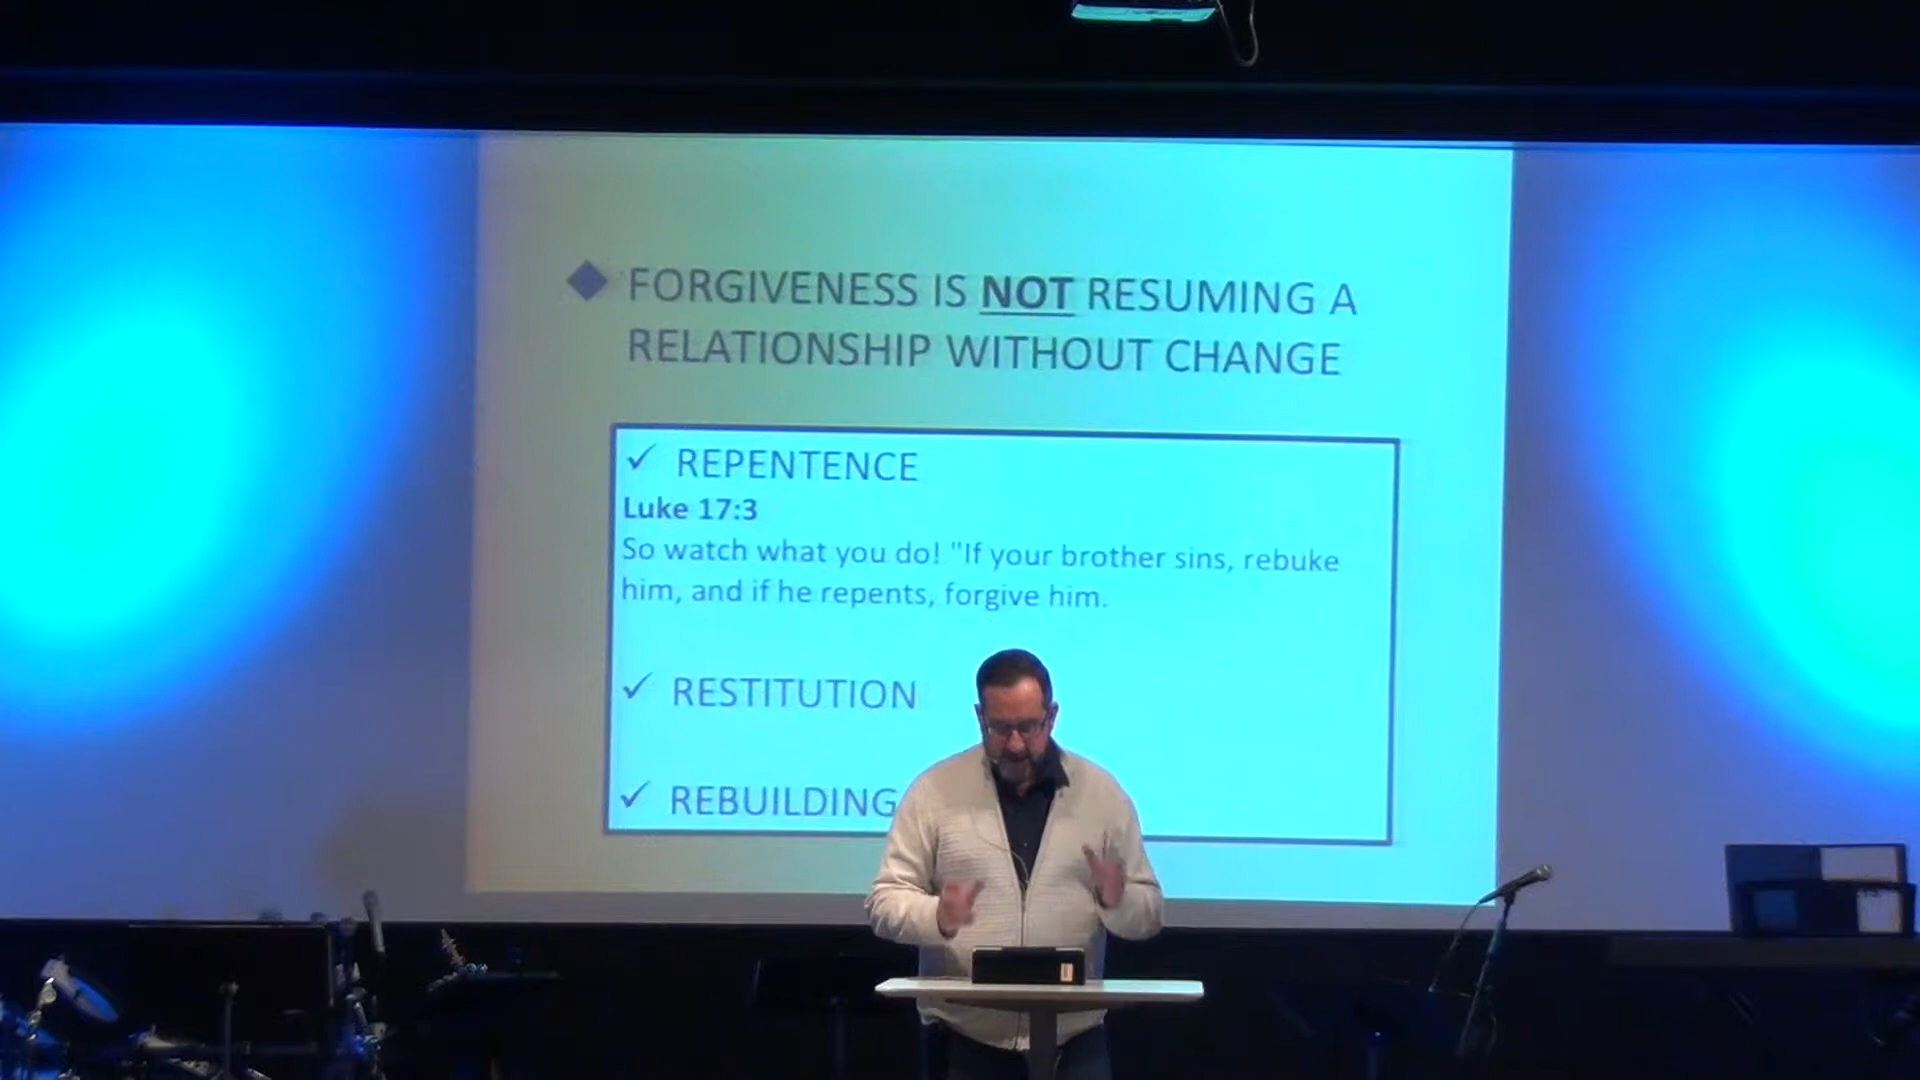 FORGIVENESS IS NOT RESUMING A
RELATIONSHIP WITHOUT CHANGE
✓ REPENTENCE
Luke 17:3
So watch what you do! "If your brother sins, rebuke
him, and if he repents, forgive him.
✓ RESTITUTION
✓ REBUILDING